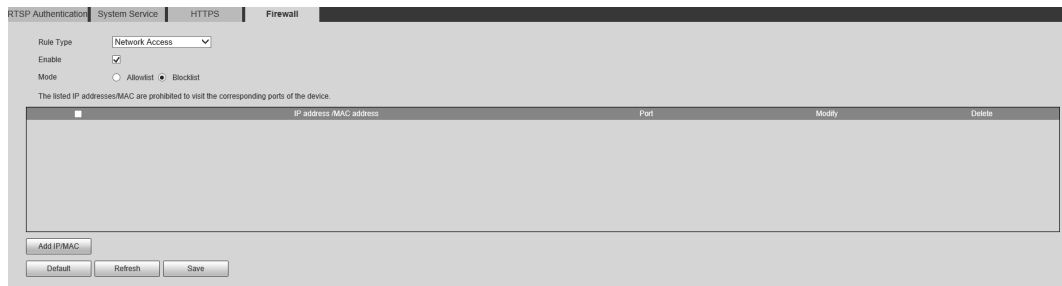 RTSP Authentication System Service HTTPS Firewall
Rule Type Network Access
Enable
Mode Allowlist Blocklist
The listed IP addresses/MAC are prohibited to visit the corresponding ports of the device.
IP address /MAC address Port Modify Delete
Add IP/MAC
Default Refresh Save